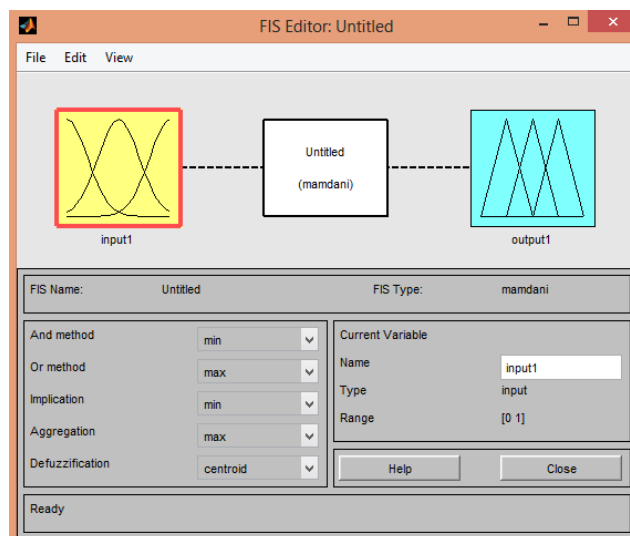 FIS Editor: Untitled
File Edit View
Untitled
(mamdani)
input1
output1
FIS Name: Untitled FIS Type: mamdani
And method min
Or method max
Implication min
Aggregation max
Defuzzification centroid
Current Variable
Name input1
Type input
Range [0 1]
Help Close
Ready